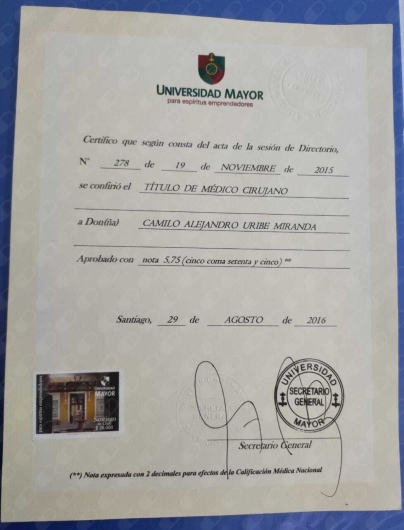 UNIVERSIDAD MAYOR
para espíritus emprendedores
Certifico que según consta del acta de la sesión de Directorio,
N° 278 de 19 de NOVIEMBRE de 2015
se confirió el TÍTULO DE MÉDICO CIRUJANO
a Don(ña) CAMILO ALEJANDRO URIBE MIRANDA
Aprobado con nota 5,75 (cinco coma setenta y cinco) **
Santiago, 29 de AGOSTO de 2016
UNIVERSIDAD
MAYOR
Santiago
UNIVERSIDAD
SECRETARIO
GENERAL
MAYOR
Secretario General
(**) Nota expresada con 2 decimales para efectos de la Calificación Médica Nacional